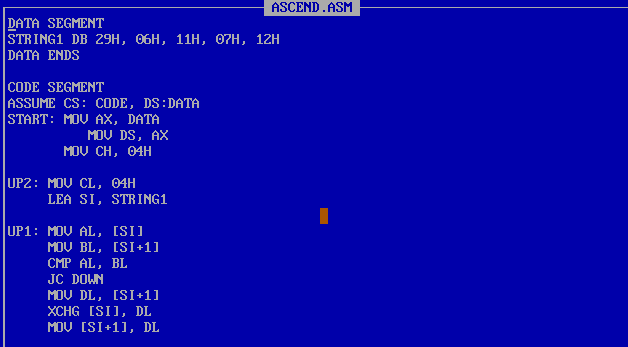 ASCEND.ASM
DATA SEGMENT
STRING1 DB 29H, 06H, 11H, 07H, 12H
DATA ENDS
CODE SEGMENT
ASSUME CS: CODE, DS:DATA
START: MOV AX, DATA
MOV DS, AX
MOV CH, 04H
UP2: MOV CL, 04H
LEA SI, STRING1
UP1: MOV AL, [SI]
MOV BL, [SI+1]
CMP AL, BL
JC DOWN
MOV DL, [SI+1]
XCHG [SI], DL
MOV [SI+1], DL